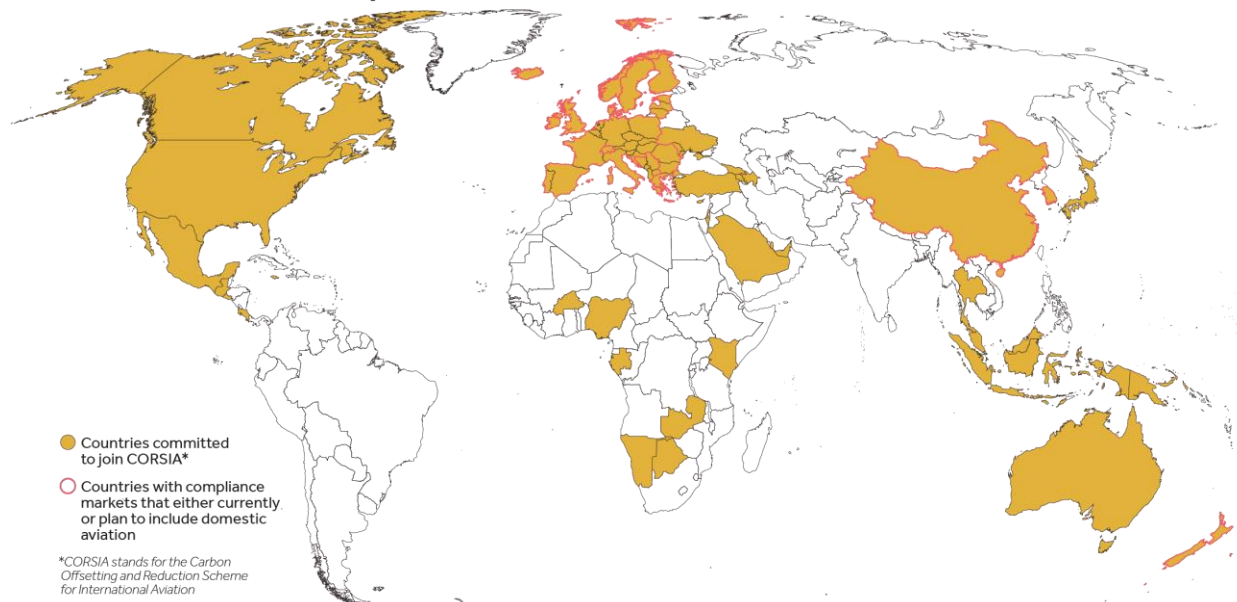 Countries committed
to join CORSIA*
Countries with compliance
markets that either currently
or plan to include domestic
aviation
*CORSIA stands for the Carbon
Offsetting and Reduction Scheme
for International Aviation